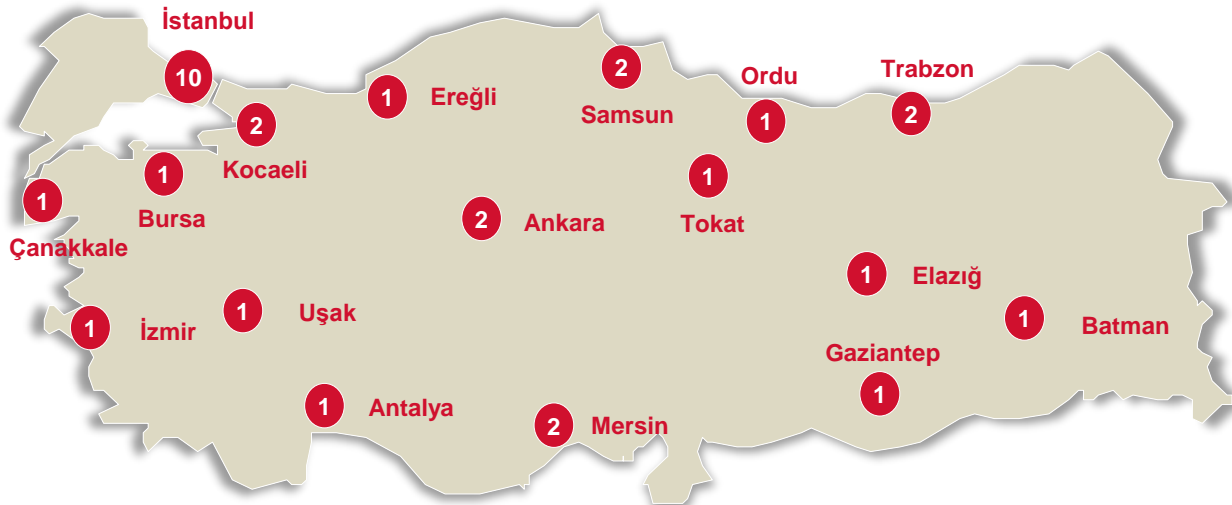 İstanbul
10
2
Samsun
Ordu
1
Trabzon
2
1
Ereğli
2
Kocaeli
1
Bursa
1
Çanakkale
2
Ankara
1
Tokat
1
Elazığ
1
Uşak
1
İzmir
1
Batman
Gaziantep
1
1
Antalya
2
Mersin